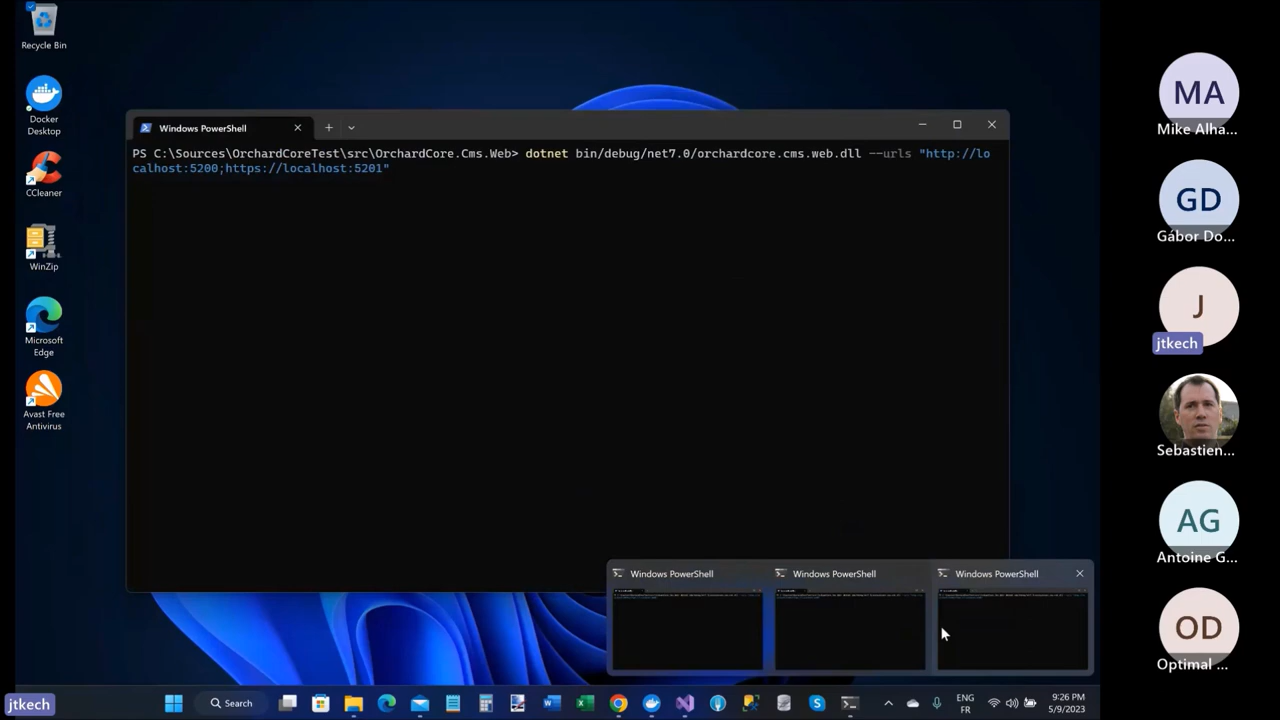 Recycle Bin
Docker
Desktop
CCleaner
WinZip
Microsoft
Edge
Avast Free
Antivirus
Windows PowerShell
PS C:\Sources\OrchardCoreTest\src\OrchardCore.Cms.Web> dotnet bin/debug/net7.0/orchardcore.cms.web.dll --urls "http://lo
calhost:5200;https://localhost:5201"
Windows PowerShell
Windows PowerShell
Windows PowerShell
Search
ENG
FR
9:26 PM
5/9/2023
jtkech
MA
Mike Alha...
GD
Gábor Do...
J
jtkech
Sebastien...
AG
Antoine G...
OD
Optimal ...